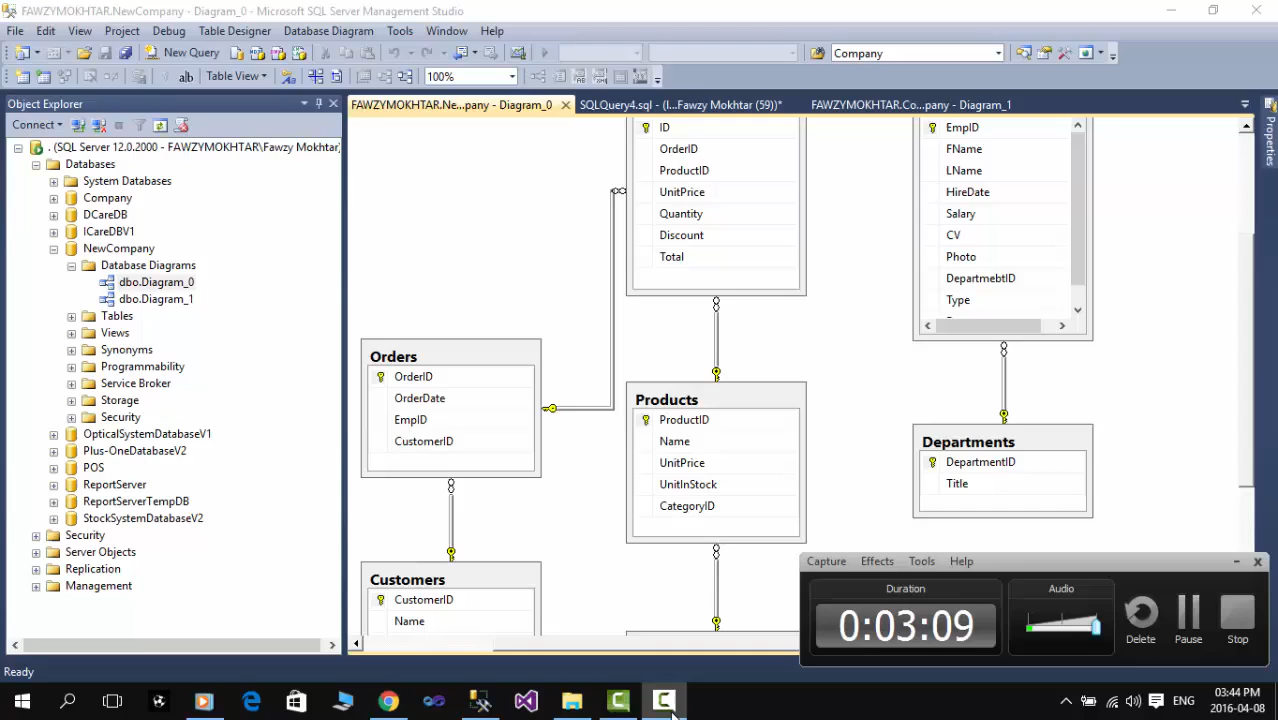 FAWZYMOKHTAR.NewCompany - Diagram_0 - Microsoft SQL Server Management Studio
File Edit View Project Debug Table Designer Database Diagram Tools Window Help
New Query Company
ab Table View 100%
Object Explorer
FAWZYMOKHTAR.Ne...pany - Diagram_0
SQLQuery4.sql - (l...Fawzy Mokhtar (59))*
FAWZYMOKHTAR.Co...pany - Diagram_1
Properties
Connect
. (SQL Server 12.0.2000 - FAWZYMOKHTAR\Fawzy Mokhtar)
Databases
System Databases
Company
DCareDB
ICareDBV1
NewCompany
Database Diagrams
dbo.Diagram_0
dbo.Diagram_1
Tables
Views
Synonyms
Programmability
Service Broker
Storage
Security
OpticalSystemDatabaseV1
Plus-OneDatabaseV2
POS
ReportServer
ReportServerTempDB
StockSystemDatabaseV2
Security
Server Objects
Replication
Management
ID
OrderID
ProductID
UnitPrice
Quantity
Discount
Total
EmpID
FName
LName
HireDate
Salary
CV
Photo
DepartmebtID
Type
Orders
OrderID
OrderDate
EmpID
CustomerID
Products
ProductID
Name
UnitPrice
UnitInStock
CategoryID
Departments
DepartmentID
Title
Customers
CustomerID
Name
Capture Effects Tools Help
Duration
0:03:09
Audio
Delete Pause Stop
Ready
ENG
03:44 PM
2016-04-08